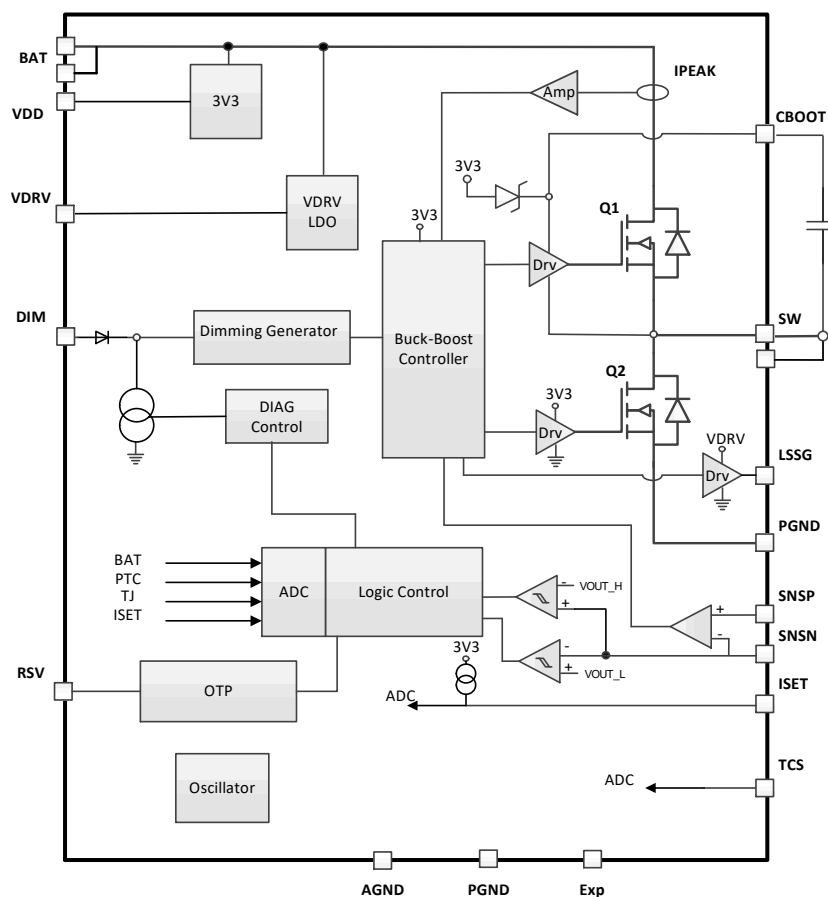 BAT
IPEAK
Amp
VDD
3V3
CBOOT
3V3
VDRV
VDRV
LDO
3V3
Q1
Drv
DIM
Dimming Generator
Buck-Boost
Controller
SW
Q2
3V3
DIAG
Control
Drv
VDRV
Drv
LSSG
PGND
BAT
PTC
TJ
ISET
ADC
Logic Control
-
VOUT_H
+
+
SNSP
-
SNSN
3V3
-
+
VOUT_L
RSV
OTP
ADC
ISET
Oscillator
ADC
TCS
AGND
PGND
Exp